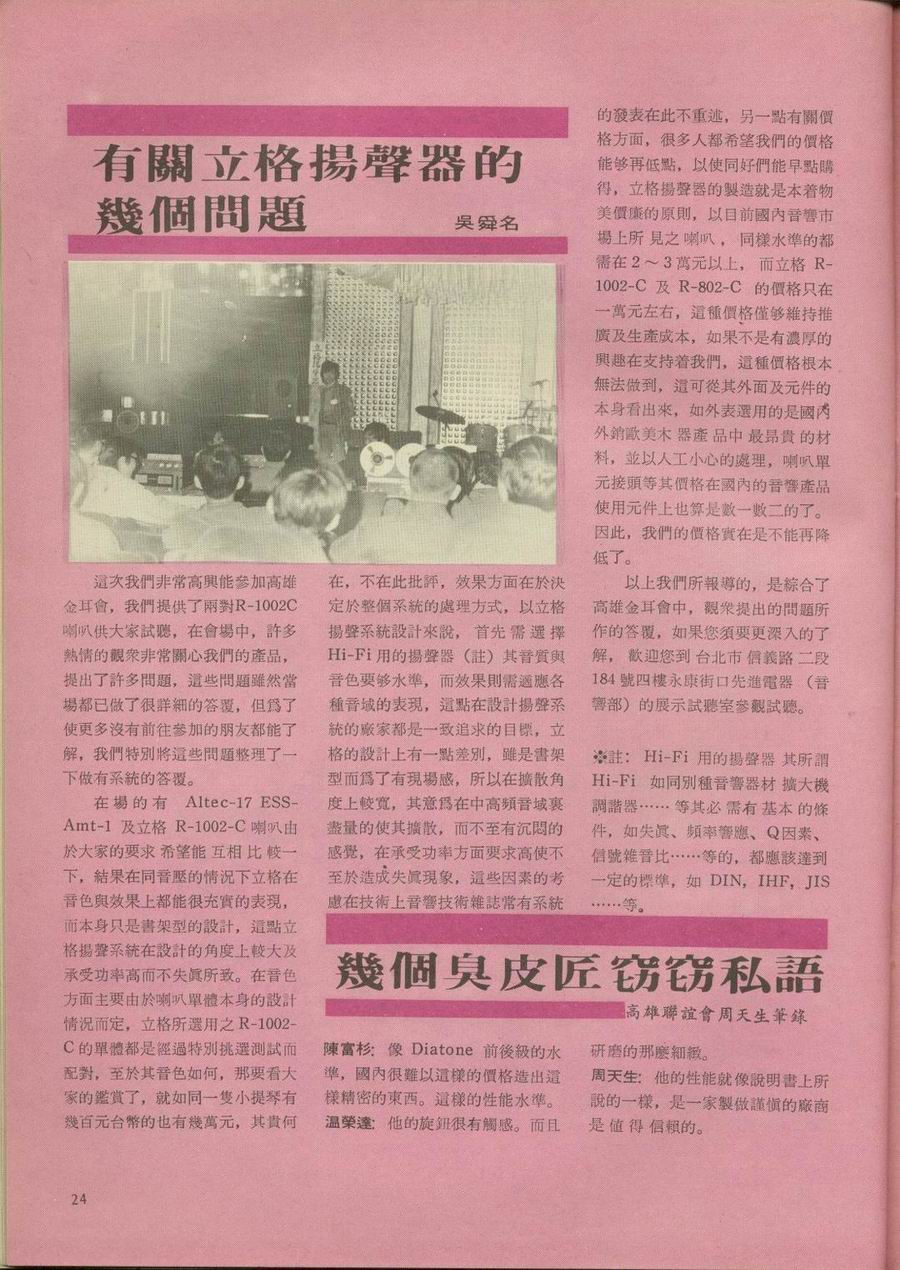 有關立格揚聲器的
幾個問題
吳舜名
這次我們非常高興能參加高雄
金耳會，我們提供了兩對R-1002C
喇叭供大家試聽，在會場中，許多
熱情的觀衆非常關心我們的產品，
提出了許多問題，這些問題雖然當
場都已做了很詳細的答覆，但爲了
使更多沒有前往參加的朋友都能了
解，我們特別將這些問題整理了一
下做有系統的答覆。
在場的有 Altec-17 ESS-
Amt-1 及立格 R-1002-C 喇叭由
於大家的要求希望能互相比較一
下，結果在同音壓的情況下立格在
音色與效果上都能很充實的表現，
而本身只是書架型的設計，這點立
格揚聲系統在設計的角度上較大及
承受功率高而不失眞所致。在音色
方面主要由於喇叭單體本身的設計
情況而定，立格所選用之R-1002-
C的單體都是經過特別挑選測試而
配對，至於其音色如何，那要看大
家的鑑賞了，就如同一隻小提琴有
幾百元台幣的也有幾萬元，其貴何
在，不在此批評，效果方面在於決
定於整個系統的處理方式，以立格
揚聲系統設計來說，首先需選擇
Hi-Fi 用的揚聲器（註）其音質與
音色要够水準，而效果則需適應各
種音域的表現，這點在設計揚聲系
統的廠家都是一致追求的目標，立
格的設計上有一點差別，雖是書架
型而爲了有現場感，所以在擴散角
度上較寬，其意爲在中高頻音域裏
盡量的使其擴散，而不至有沉悶的
感覺，在承受功率方面要求高使不
至於造成失眞現象，這些因素的考
慮在技術上音響技術雜誌常有系統
的發表在此不重述，另一點有關價
格方面，很多人都希望我們的價格
能够再低點，以使同好們能早點購
得，立格揚聲器的製造就是本着物
美價廉的原則，以目前國內音響市
場上所見之喇叭，同樣水準的都
需在2～3萬元以上，而立格 R-
1002-C 及 R-802-C 的價格只在
一萬元左右，這種價格僅够維持推
廣及生產成本，如果不是有濃厚的
興趣在支持着我們，這種價格根本
無法做到，這可從其外面及元件的
本身看出來，如外表選用的是國內
外銷歐美木器產品中最昂貴的材
料，並以人工小心的處理，喇叭單
元接頭等其價格在國內的音響產品
使用元件上也算是數一數二的了。
因此，我們的價格實在是不能再降
低了。
以上我們所報導的，是綜合了
高雄金耳會中，觀衆提出的問題所
作的答覆，如果您須要更深入的了
解，歡迎您到台北市信義路二段
184號四樓永康街口先進電器（音
響部）的展示試聽室參觀試聽。
※註：Hi-Fi 用的揚聲器其所謂
Hi-Fi 如同別種音響器材擴大機
調諧器……等其必需有基本的條
件，如失眞、頻率響應、Q因素、
信號雜音比……等的，都應該達到
一定的標準，如 DIN, IHF, JIS
……等。
幾個臭皮匠窃窃私語
高雄聯誼會周天生筆錄
陳富杉：像 Diatone 前後級的水
準，國內很難以這樣的價格造出這
樣精密的東西。這樣的性能水準。
温榮達：他的旋鈕很有觸感。而且
研磨的那麽細緻。
周天生：他的性能就像說明書上所
說的一樣，是一家製做謹愼的廠商
是值得信賴的。
24